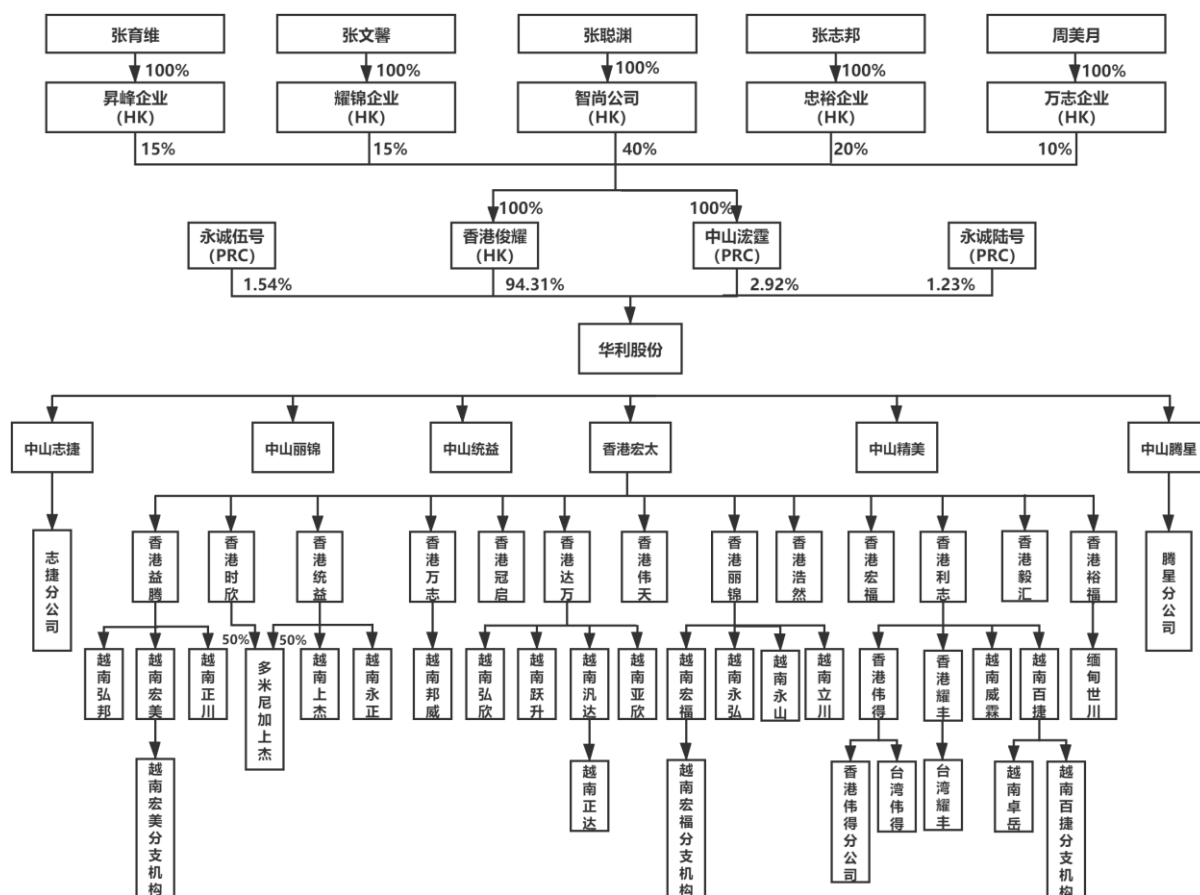 张育维
张文馨
张聪渊
张志邦
周美月
100%
100%
100%
100%
100%
昇峰企业
(HK)
耀锦企业
(HK)
智尚公司
(HK)
忠裕企业
(HK)
万志企业
(HK)
15%
15%
40%
20%
10%
100%
100%
永诚伍号
(PRC)
香港俊耀
(HK)
中山浤霆
(PRC)
永诚陆号
(PRC)
1.54%
94.31%
2.92%
1.23%
华利股份
中山志捷
中山丽锦
中山统益
香港宏太
中山精美
中山腾星
志捷分公司
香港益腾
香港时欣
香港统益
香港万志
香港冠启
香港达万
香港伟天
香港丽锦
香港浩然
香港宏福
香港利志
香港毅汇
香港裕福
腾星分公司
50%
50%
越南弘邦
越南宏美
越南正川
多米尼加上杰
越南上杰
越南永正
越南邦威
越南弘欣
越南跃升
越南汎达
越南亚欣
越南宏福
越南永弘
越南永山
越南立川
香港伟得
香港耀丰
越南威霖
越南百捷
缅甸世川
越南宏美分支机构
越南正达
越南宏福分支机构
香港伟得分公司
台湾伟得
台湾耀丰
越南卓岳
越南百捷分支机构